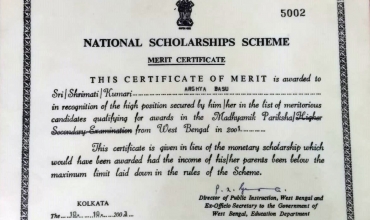 5002
NATIONAL SCHOLARSHIPS SCHEME
MERIT CERTIFICATE
THIS CERTIFICATE OF MERIT is awarded to
Sri/Shrimati/Kumari ARGHYA BASU
in recognition of the high position secured by him/her in the list of meritorious
candidates qualifying for awards in the Madhyamik Pariksha/Higher
Secondary Examination from West Bengal in 2001.
This certificate is given in lieu of the monetary scholarship which
would have been awarded had the income of his/her parents been below the
maximum limit laid down in the rules of the Scheme.
KOLKATA
The
Director of Public Instruction, West Bengal and
Ex-Officio Secretary to the Government of
West Bengal, Education Department